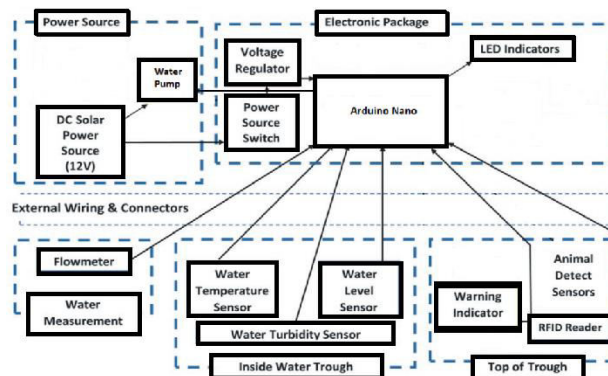 Power Source
Electronic Package
Voltage
Regulator
LED Indicators
Water
Pump
Arduino Nano
DC Solar
Power
Source
(12V)
Power
Source
Switch
External Wiring & Connectors
Flowmeter
Water
Measurement
Water
Temperature
Sensor
Water
Level
Sensor
Water Turbidity Sensor
Inside Water Trough
Animal
Detect
Sensors
Warning
Indicator
RFID Reader
Top of Trough